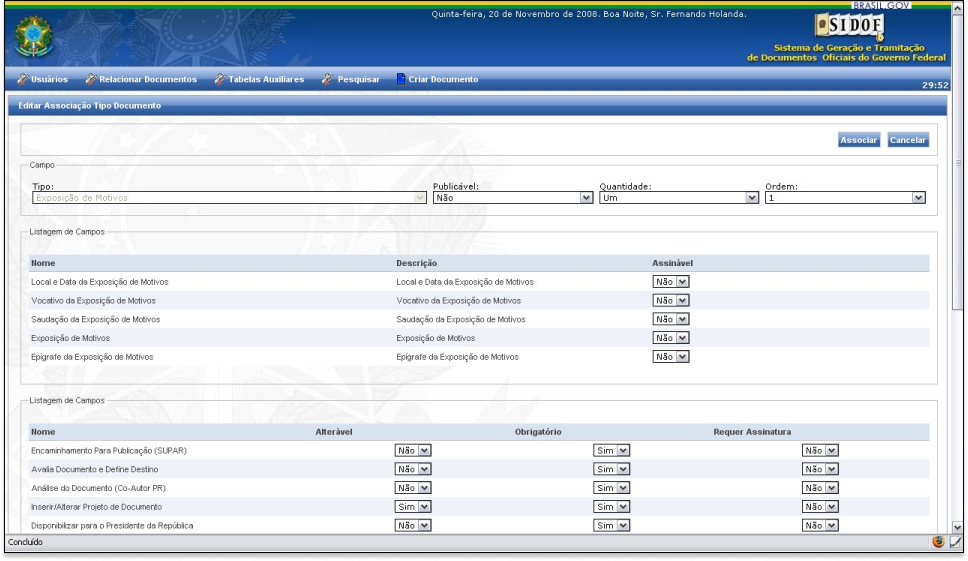 BRASIL.GOV
Quinta-feira, 20 de Novembro de 2008. Boa Noite, Sr. Fernando Holanda.
SIDOF
Sistema de Geração e Tramitação
de Documentos Oficiais do Governo Federal
Usuários Relacionar Documentos Tabelas Auxiliares Pesquisar Criar Documento
29:52
Editar Associação Tipo Documento
Associar Cancelar
Campo
Tipo: Publicável: Quantidade: Ordem:
Exposição de Motivos Não Um 1
Listagem de Campos
Nome Descrição Assinável
Local e Data da Exposição de Motivos Local e Data da Exposição de Motivos Não
Vocativo da Exposição de Motivos Vocativo da Exposição de Motivos Não
Saudação da Exposição de Motivos Saudação da Exposição de Motivos Não
Exposição de Motivos Exposição de Motivos Não
Epígrafe da Exposição de Motivos Epígrafe da Exposição de Motivos Não
Listagem de Campos
Nome Alterável Obrigatório Requer Assinatura
Encaminhamento Para Publicação (SUPAR) Não Sim Não
Avalia Documento e Define Destino Não Sim Não
Análise do Documento (Co-Autor PR) Não Sim Não
Inserir/Alterar Projeto de Documento Sim Sim Não
Disponibilizar para o Presidente da República Não Sim Não
Concluído